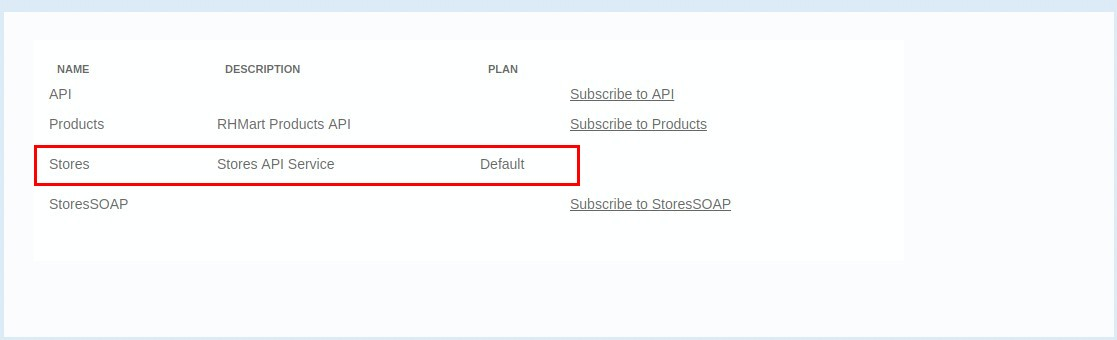 NAME DESCRIPTION PLAN
API Subscribe to API
Products RHMart Products API Subscribe to Products
Stores Stores API Service Default
StoresSOAP Subscribe to StoresSOAP